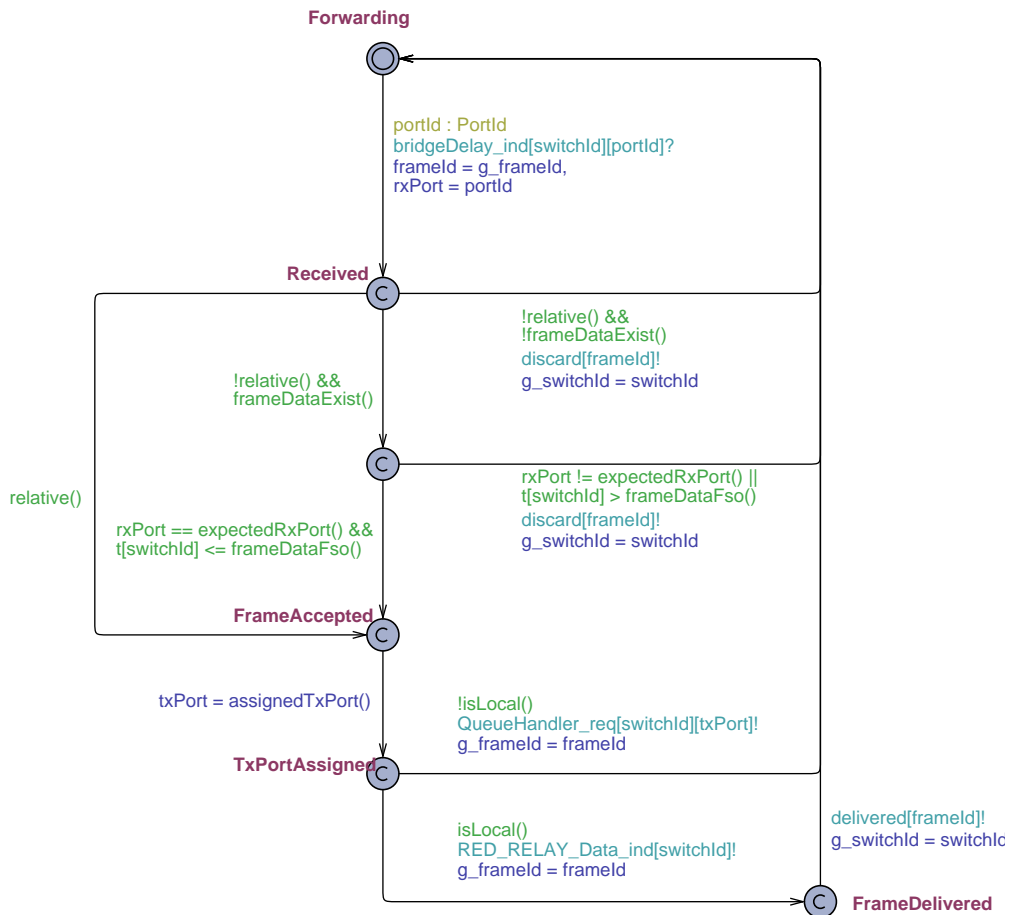 Forwarding
portId : PortId
bridgeDelay_ind[switchId][portId]?
frameId = g_frameId,
rxPort = portId
Received
C
!relative() &&
!frameDataExist()
discard[frameId]!
g_switchId = switchId
!relative() &&
frameDataExist()
C
rxPort != expectedRxPort() ||
t[switchId] > frameDataFso()
discard[frameId]!
g_switchId = switchId
relative()
rxPort == expectedRxPort() &&
t[switchId] <= frameDataFso()
FrameAccepted
C
txPort = assignedTxPort()
!isLocal()
QueueHandler_req[switchId][txPort]!
g_frameId = frameId
TxPortAssigned
C
isLocal()
RED_RELAY_Data_ind[switchId]!
g_frameId = frameId
delivered[frameId]!
g_switchId = switchId
C
FrameDelivered